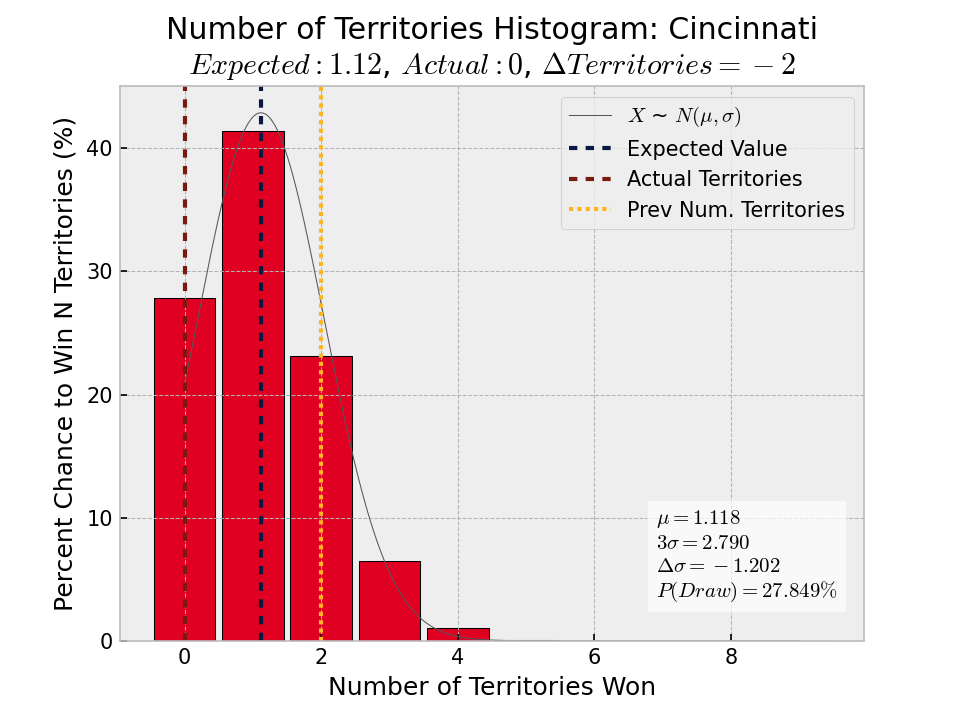 Number of Territories Histogram: Cincinnati
Expected: 1.12, Actual: 0, ΔTerritories = −2
X ~ N(μ, σ)
Expected Value
Actual Territories
Prev Num. Territories
Percent Chance to Win N Territories (%)
40
30
20
10
0
μ = 1.118
3σ = 2.790
Δσ = −1.202
P(Draw) = 27.849%
0 2 4 6 8
Number of Territories Won